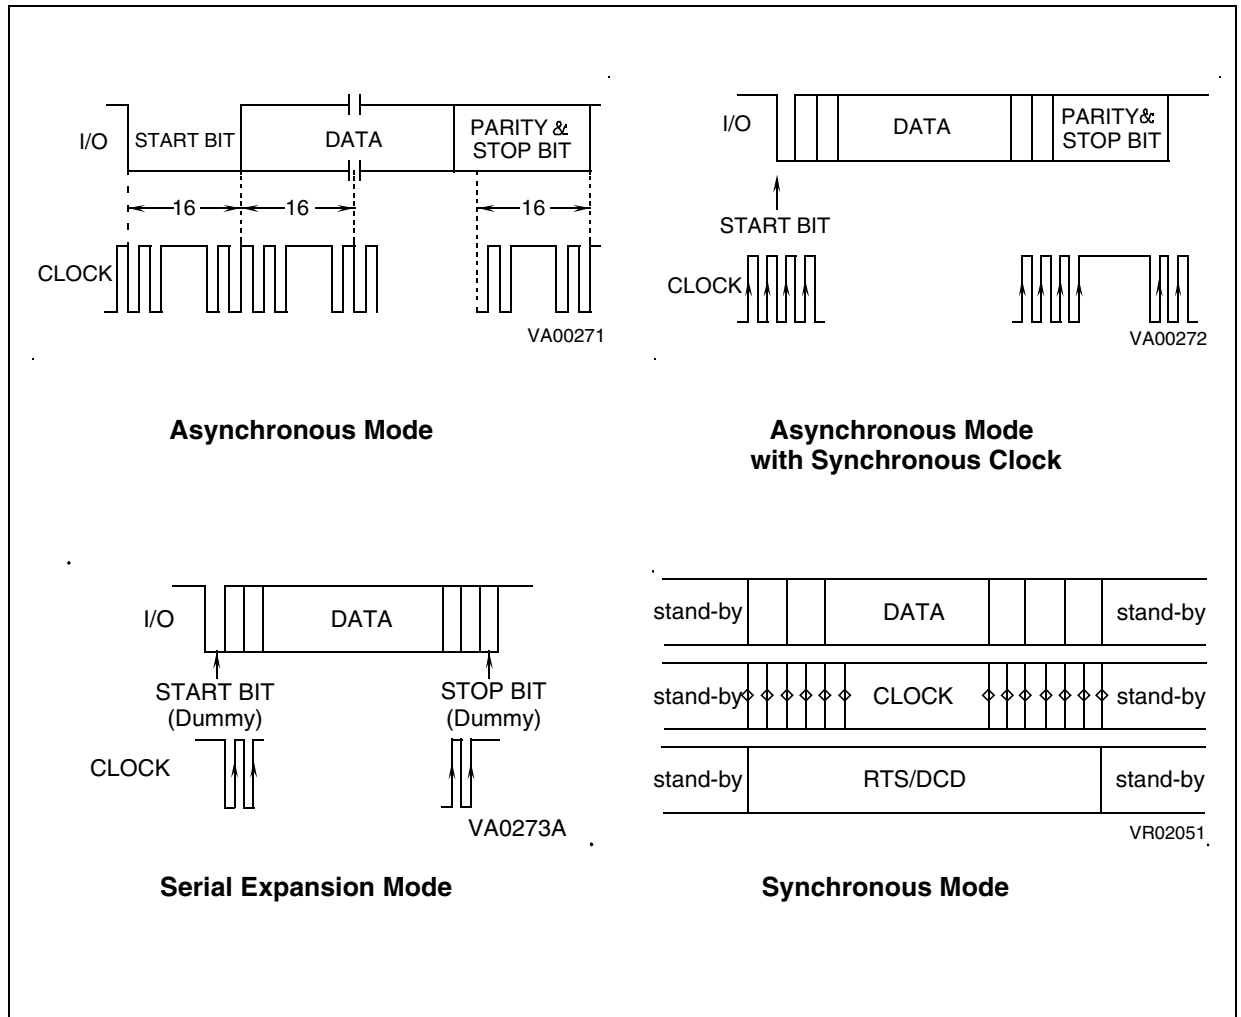 I/O
START BIT
DATA
PARITY &
STOP BIT
16
16
16
CLOCK
VA00271
Asynchronous Mode
I/O
DATA
PARITY&
STOP BIT
START BIT
CLOCK
VA00272
Asynchronous Mode
with Synchronous Clock
I/O
DATA
START BIT
(Dummy)
STOP BIT
(Dummy)
CLOCK
VA0273A
Serial Expansion Mode
stand-by
DATA
stand-by
stand-by
CLOCK
stand-by
stand-by
RTS/DCD
stand-by
VR02051
Synchronous Mode